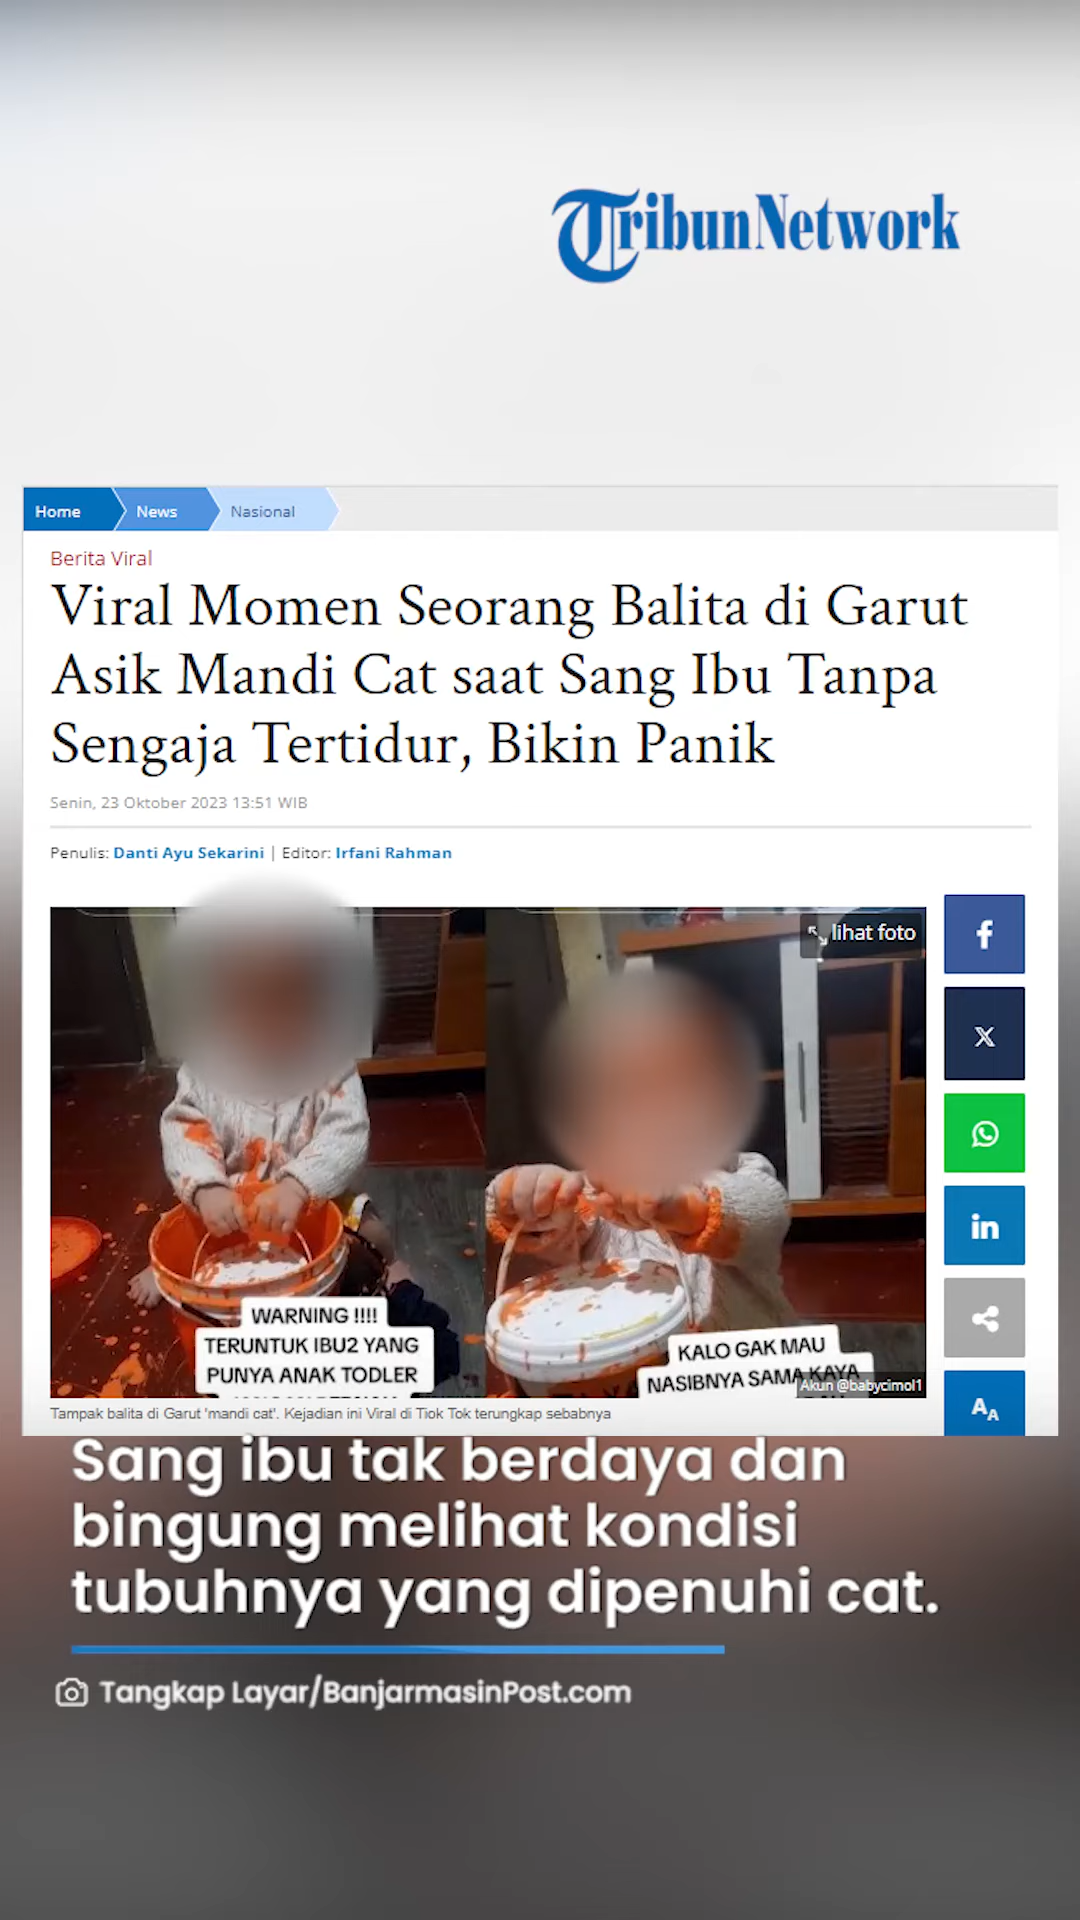 TribunNetwork
Home News Nasional
Berita Viral
Viral Momen Seorang Balita di Garut
Asik Mandi Cat saat Sang Ibu Tanpa
Sengaja Tertidur, Bikin Panik
Senin, 23 Oktober 2023 13:51 WIB
Penulis: Danti Ayu Sekarini | Editor: Irfani Rahman
lihat foto
WARNING !!!!
TERUNTUK IBU2 YANG
PUNYA ANAK TODLER
KALO GAK MAU
NASIBNYA SAMA KAYA
Akun @babycimol1
Tampak balita di Garut 'mandi cat'. Kejadian ini Viral di Tiok Tok terungkap sebabnya
AA
Sang ibu tak berdaya dan
bingung melihat kondisi
tubuhnya yang dipenuhi cat.
Tangkap Layar/BanjarmasinPost.com